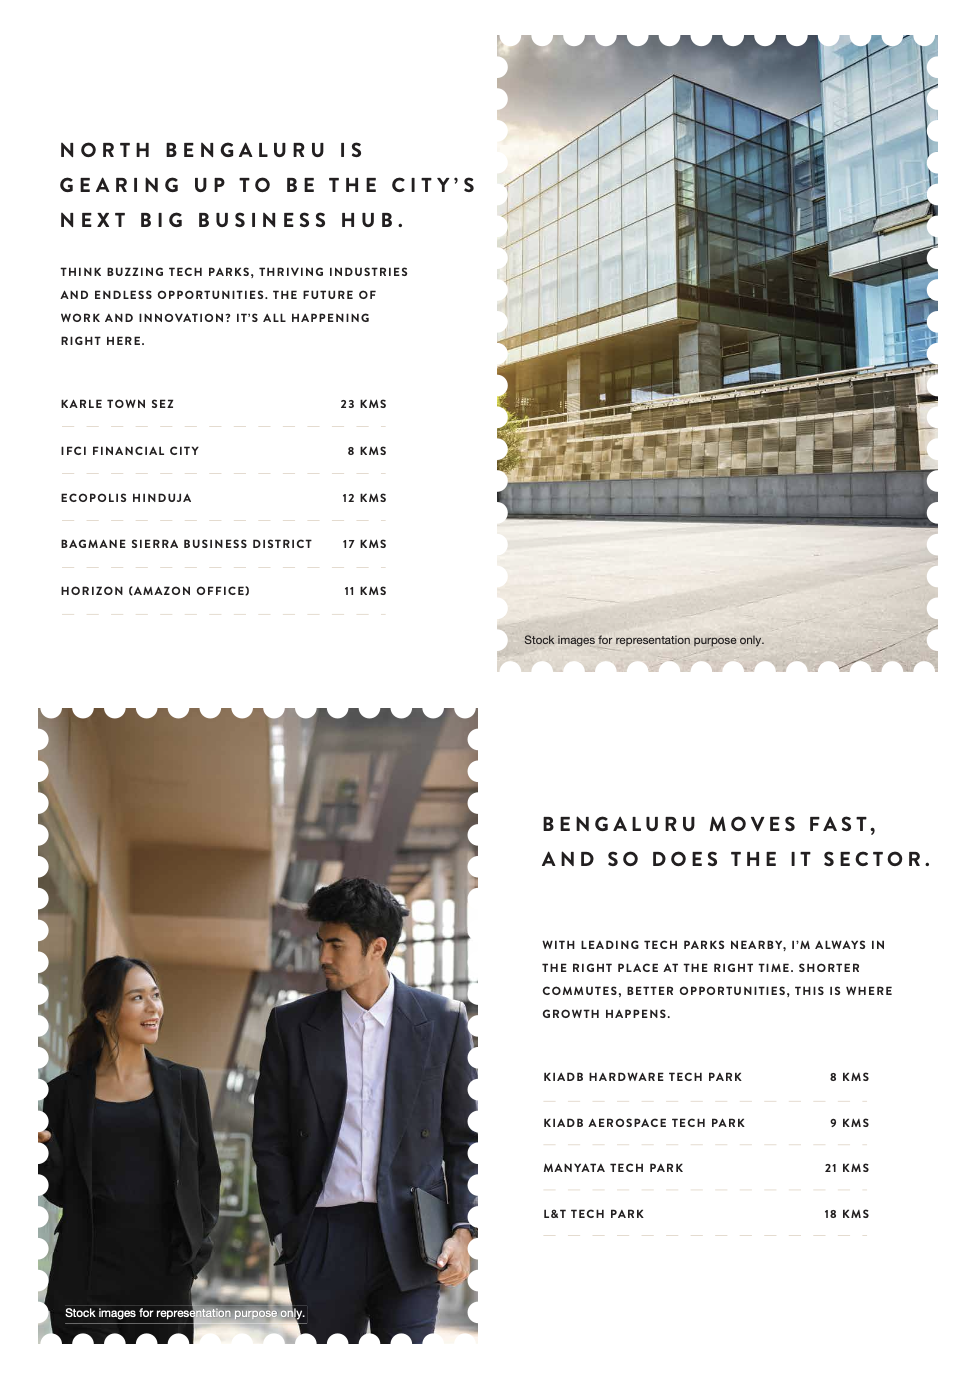 NORTH BENGALURU IS
GEARING UP TO BE THE CITY’S
NEXT BIG BUSINESS HUB.
THINK BUZZING TECH PARKS, THRIVING INDUSTRIES
AND ENDLESS OPPORTUNITIES. THE FUTURE OF
WORK AND INNOVATION? IT’S ALL HAPPENING
RIGHT HERE.
KARLE TOWN SEZ 23 KMS
IFCI FINANCIAL CITY 8 KMS
ECOPOLIS HINDUJA 12 KMS
BAGMANE SIERRA BUSINESS DISTRICT 17 KMS
HORIZON (AMAZON OFFICE) 11 KMS
Stock images for representation purpose only.
BENGALURU MOVES FAST,
AND SO DOES THE IT SECTOR.
WITH LEADING TECH PARKS NEARBY, I’M ALWAYS IN
THE RIGHT PLACE AT THE RIGHT TIME. SHORTER
COMMUTES, BETTER OPPORTUNITIES, THIS IS WHERE
GROWTH HAPPENS.
KIADB HARDWARE TECH PARK 8 KMS
KIADB AEROSPACE TECH PARK 9 KMS
MANYATA TECH PARK 21 KMS
L&T TECH PARK 18 KMS
Stock images for representation purpose only.